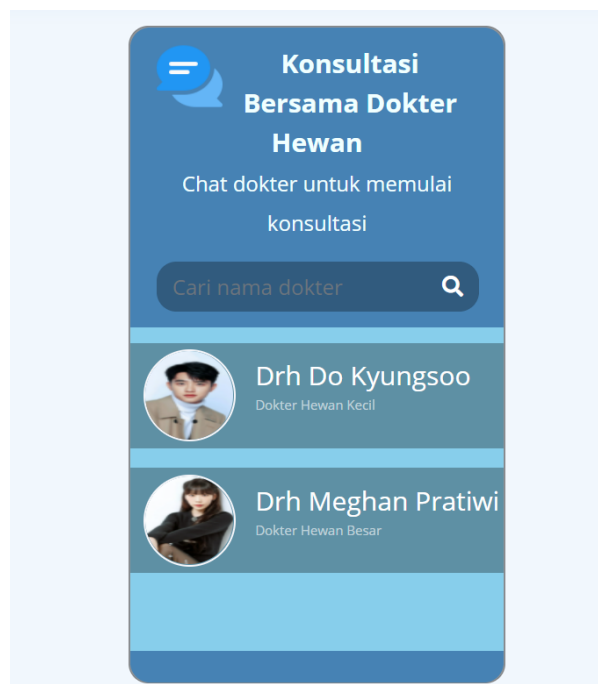 Konsultasi
Bersama Dokter
Hewan
Chat dokter untuk memulai
konsultasi
Cari nama dokter
Drh Do Kyungsoo
Dokter Hewan Kecil
Drh Meghan Pratiwi
Dokter Hewan Besar